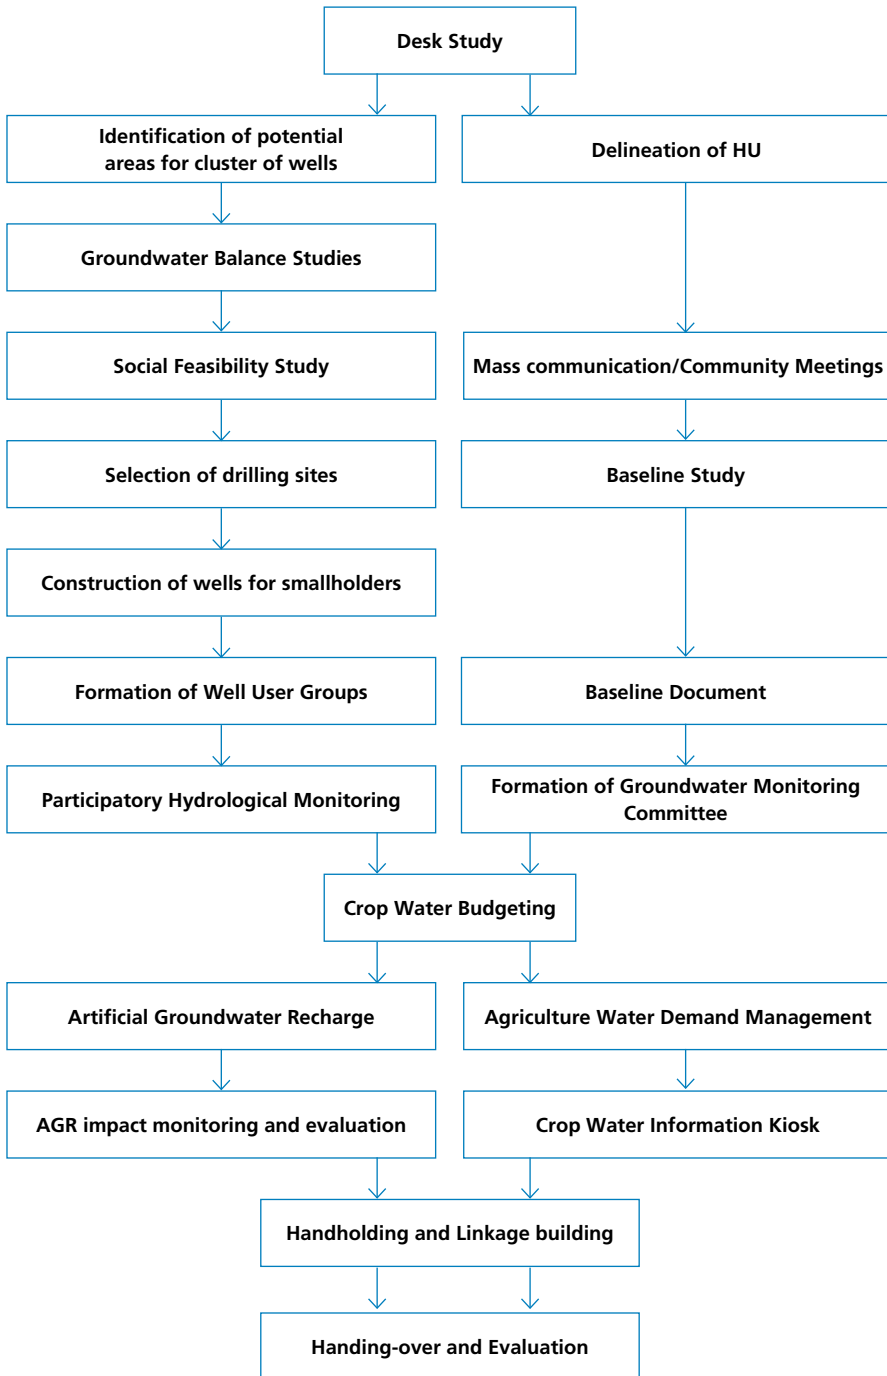 Desk Study
Identification of potential
areas for cluster of wells
Delineation of HU
Groundwater Balance Studies
Social Feasibility Study
Mass communication/Community Meetings
Selection of drilling sites
Baseline Study
Construction of wells for smallholders
Formation of Well User Groups
Baseline Document
Participatory Hydrological Monitoring
Formation of Groundwater Monitoring
Committee
Crop Water Budgeting
Artificial Groundwater Recharge
Agriculture Water Demand Management
AGR impact monitoring and evaluation
Crop Water Information Kiosk
Handholding and Linkage building
Handing-over and Evaluation